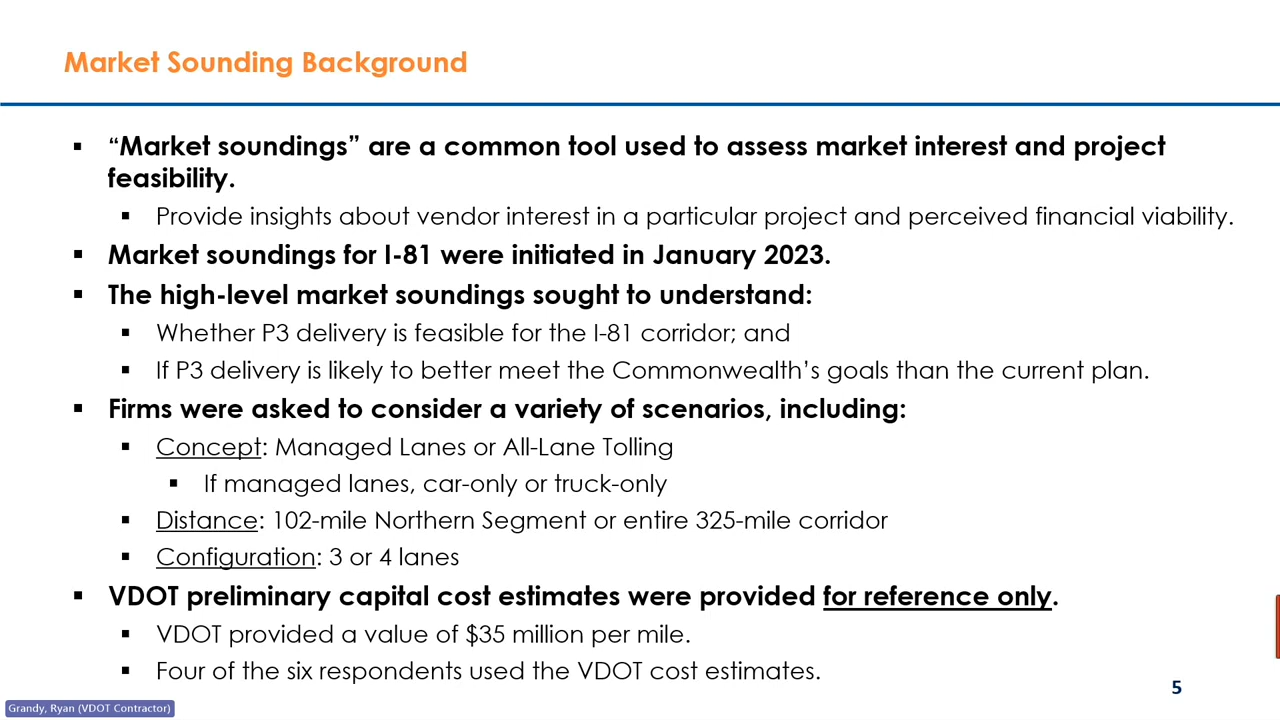 Market Sounding Background
▪ “Market soundings” are a common tool used to assess market interest and project
feasibility.
▪ Provide insights about vendor interest in a particular project and perceived financial viability.
▪ Market soundings for I-81 were initiated in January 2023.
▪ The high-level market soundings sought to understand:
▪ Whether P3 delivery is feasible for the I-81 corridor; and
▪ If P3 delivery is likely to better meet the Commonwealth’s goals than the current plan.
▪ Firms were asked to consider a variety of scenarios, including:
▪ Concept: Managed Lanes or All-Lane Tolling
▪ If managed lanes, car-only or truck-only
▪ Distance: 102-mile Northern Segment or entire 325-mile corridor
▪ Configuration: 3 or 4 lanes
▪ VDOT preliminary capital cost estimates were provided for reference only.
▪ VDOT provided a value of $35 million per mile.
▪ Four of the six respondents used the VDOT cost estimates.
5
Grandy, Ryan (VDOT Contractor)